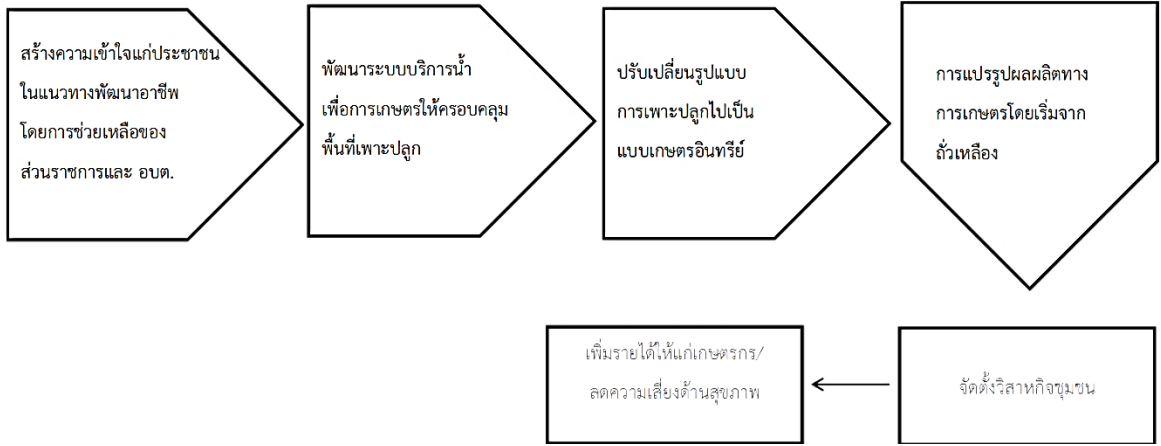 สร้างความเข้าใจแก่ประชาชน
ในแนวทางพัฒนาอาชีพ
โดยการช่วยเหลือของ
ส่วนราชการและ อบต.
พัฒนาระบบบริการน้ำ
เพื่อการเกษตรให้ครอบคลุม
พื้นที่เพาะปลูก
ปรับเปลี่ยนรูปแบบ
การเพาะปลูกไปเป็น
แบบเกษตรอินทรีย์
การแปรรูปผลผลิตทาง
การเกษตรโดยเริ่มจาก
ถั่วเหลือง
จัดตั้งวิสาหกิจชุมชน
เพิ่มรายได้ให้แก่เกษตรกร/
ลดความเสี่ยงด้านสุขภาพ